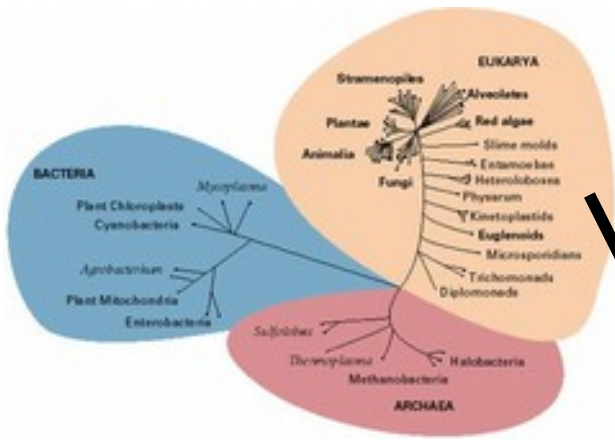 EUKARYA
Stramenopiles
Alveolates
Plantae
Red algae
Animalia
Slime molds
Entamoebae
Fungi
Heterolobosea
Physarum
Kinetoplastids
Euglenoids
Microsporidians
Trichomonads
Diplomonads
BACTERIA
Mycoplasma
Plant Chloroplasts
Cyanobacteria
Agrobacterium
Plant Mitochondria
Enterobacteria
Sulfolobus
Thermoplasma
Halobacteria
Methanobacteria
ARCHAEA